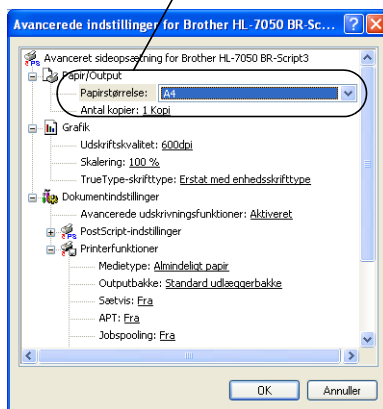 Avancerede indstillinger for Brother HL-7050 BR-Sc...
Avanceret sideopsætning for Brother HL-7050 BR-Script3
Papir/Output
Papirstørrelse: A4
Antal kopier: 1 Kopi
Grafik
Udskriftskvalitet: 600dpi
Skalering: 100 %
TrueType-skrifttype: Erstat med enhedsskrifttype
Dokumentindstillinger
Avancerede udskrivningsfunktioner: Aktiveret
PostScript-indstillinger
Printerfunktioner
Medietype: Almindeligt papir
Outputbakke: Standard udlæggerbakke
Sætvis: Fra
APT: Fra
Jobspooling: Fra
OK
Annuller